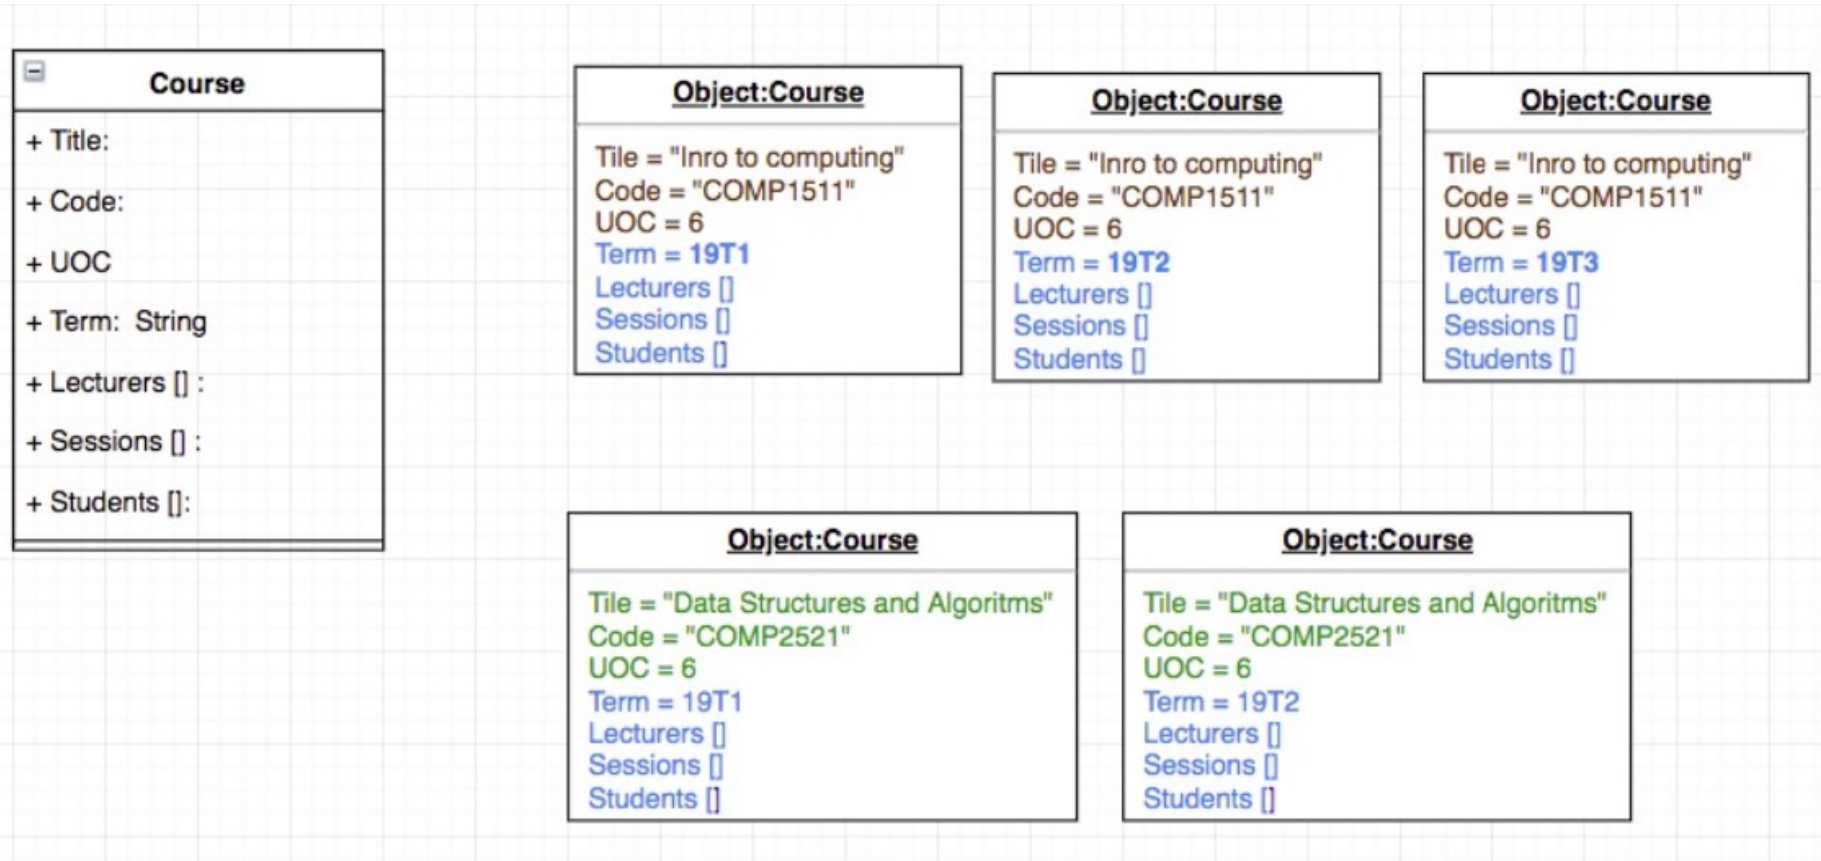 Course
+ Title:
+ Code:
+ UOC
+ Term: String
+ Lecturers [] :
+ Sessions [] :
+ Students []:
Object:Course
Tile = "Inro to computing"
Code = "COMP1511"
UOC = 6
Term = 19T1
Lecturers []
Sessions []
Students []
Object:Course
Tile = "Inro to computing"
Code = "COMP1511"
UOC = 6
Term = 19T2
Lecturers []
Sessions []
Students []
Object:Course
Tile = "Inro to computing"
Code = "COMP1511"
UOC = 6
Term = 19T3
Lecturers []
Sessions []
Students []
Object:Course
Tile = "Data Structures and Algoritms"
Code = "COMP2521"
UOC = 6
Term = 19T1
Lecturers []
Sessions []
Students []
Object:Course
Tile = "Data Structures and Algoritms"
Code = "COMP2521"
UOC = 6
Term = 19T2
Lecturers []
Sessions []
Students []